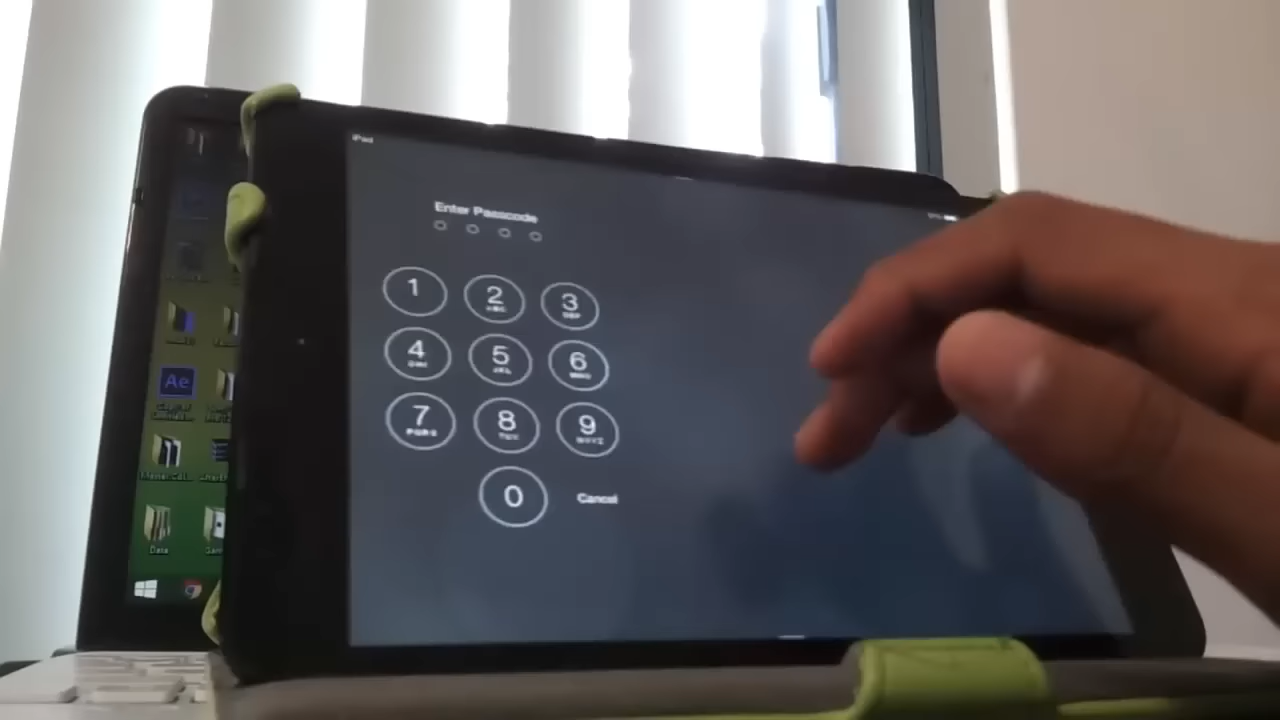 iPad
Enter Passcode
1
2
ABC
3
DEF
4
GHI
5
JKL
6
MNO
7
PQRS
8
TUV
9
WXYZ
0
Cancel
Ae
Data